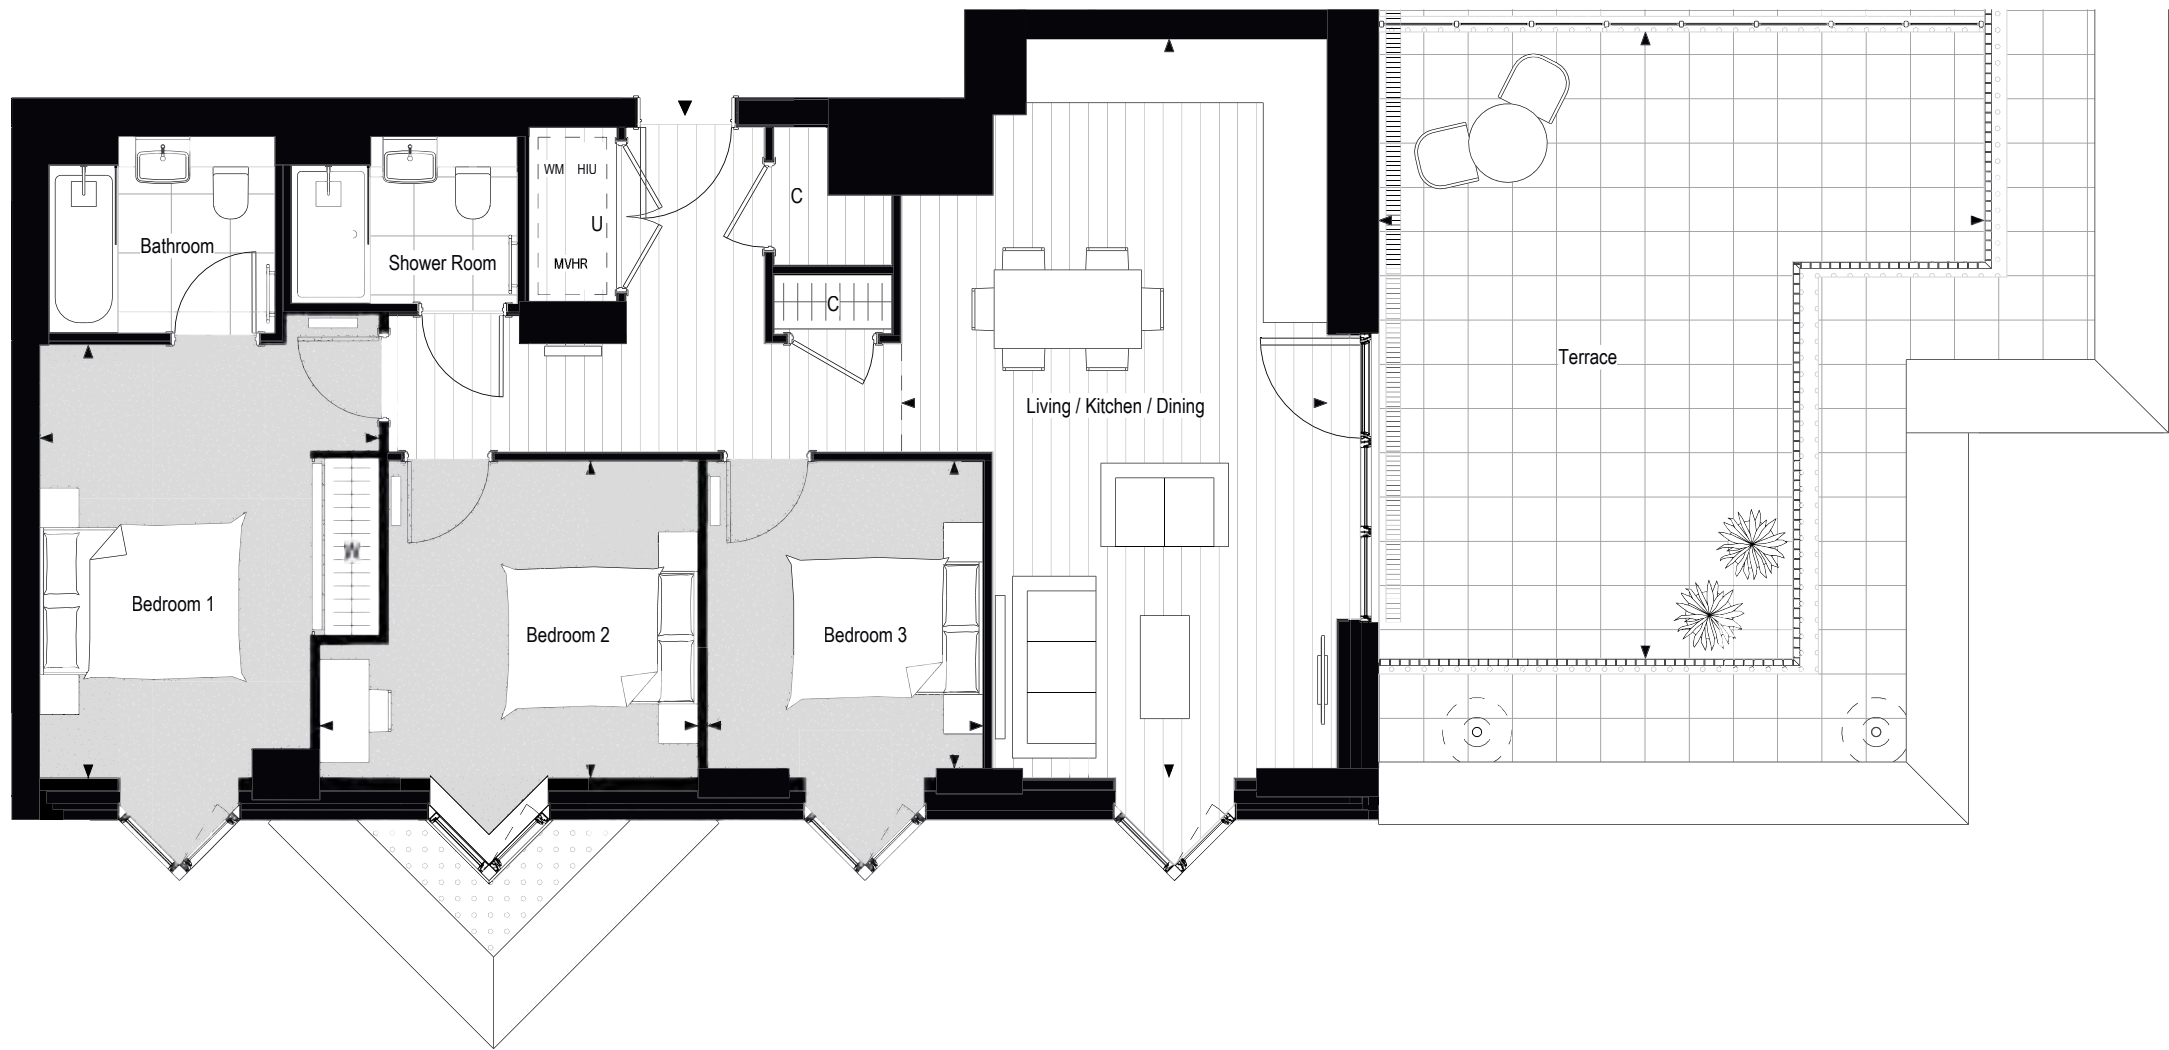 WM HIU
U
MVHR
C
C
Bathroom
Shower Room
Living / Kitchen / Dining
Terrace
W
Bedroom 1
Bedroom 2
Bedroom 3